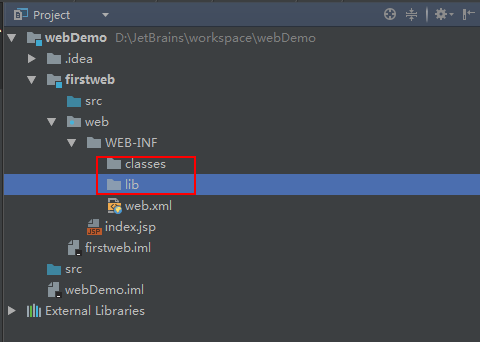 Project
webDemo D:\JetBrains\workspace\webDemo
.idea
firstweb
src
web
WEB-INF
classes
lib
web.xml
JSP index.jsp
firstweb.iml
src
webDemo.iml
External Libraries